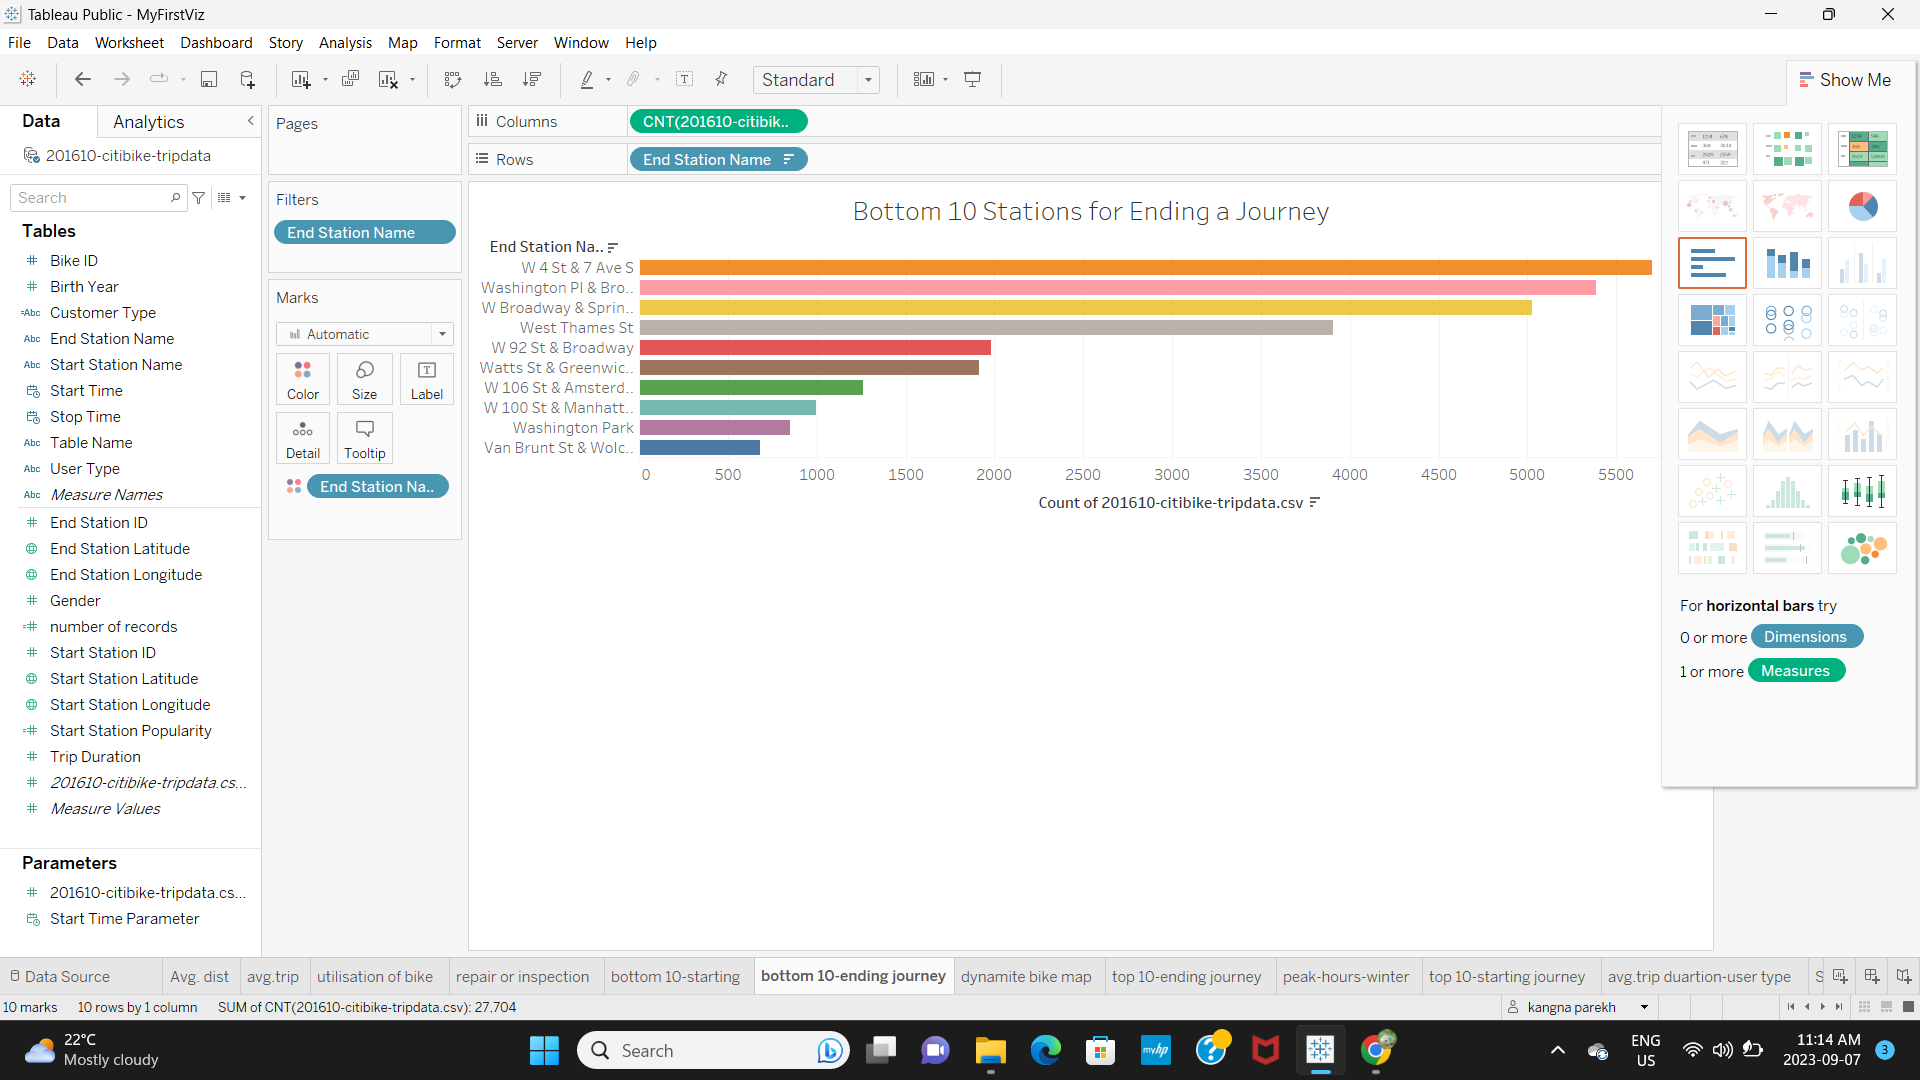 Tableau Public - MyFirstViz
File Data Worksheet Dashboard Story Analysis Map Format Server Window Help
Standard
Show Me
Data Analytics
201610-citibike-tripdata
Search
Tables
# Bike ID
# Birth Year
=Abc Customer Type
Abc End Station Name
Abc Start Station Name
Start Time
Stop Time
Abc Table Name
Abc User Type
Abc Measure Names
# End Station ID
End Station Latitude
End Station Longitude
# Gender
=# number of records
# Start Station ID
Start Station Latitude
Start Station Longitude
=# Start Station Popularity
# Trip Duration
# 201610-citibike-tripdata.cs...
# Measure Values
Parameters
# 201610-citibike-tripdata.cs...
Start Time Parameter
Pages
Filters
End Station Name
Marks
Automatic
Color Size Label
Detail Tooltip
End Station Na..
Columns CNT(201610-citibik..
Rows End Station Name
Bottom 10 Stations for Ending a Journey
End Station Na..
W 4 St & 7 Ave S
Washington Pl & Bro..
W Broadway & Sprin..
West Thames St
W 92 St & Broadway
Watts St & Greenwic..
W 106 St & Amsterd..
W 100 St & Manhatt..
Washington Park
Van Brunt St & Wolc..
0 500 1000 1500 2000 2500 3000 3500 4000 4500 5000 5500
Count of 201610-citibike-tripdata.csv
For horizontal bars try
0 or more Dimensions
1 or more Measures
Data Source Avg. dist avg.trip utilisation of bike repair or inspection bottom 10-starting bottom 10-ending journey dynamite bike map top 10-ending journey peak-hours-winter top 10-starting journey avg.trip duartion-user type S
10 marks 10 rows by 1 column SUM of CNT(201610-citibike-tripdata.csv): 27,704
kangna parekh
22°C
Mostly cloudy
Search
myhp
ENG
US
11:14 AM
2023-09-07
3